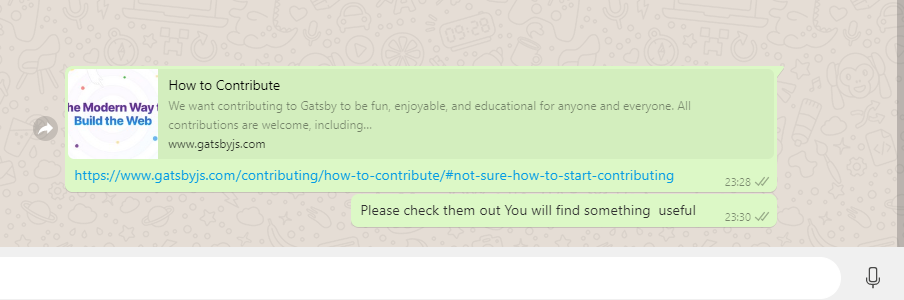 How to Contribute
he Modern Way t
Build the Web
We want contributing to Gatsby to be fun, enjoyable, and educational for anyone and everyone. All
contributions are welcome, including...
www.gatsbyjs.com
https://www.gatsbyjs.com/contributing/how-to-contribute/#not-sure-how-to-start-contributing
23:28
Please check them out You will find something  useful
23:30